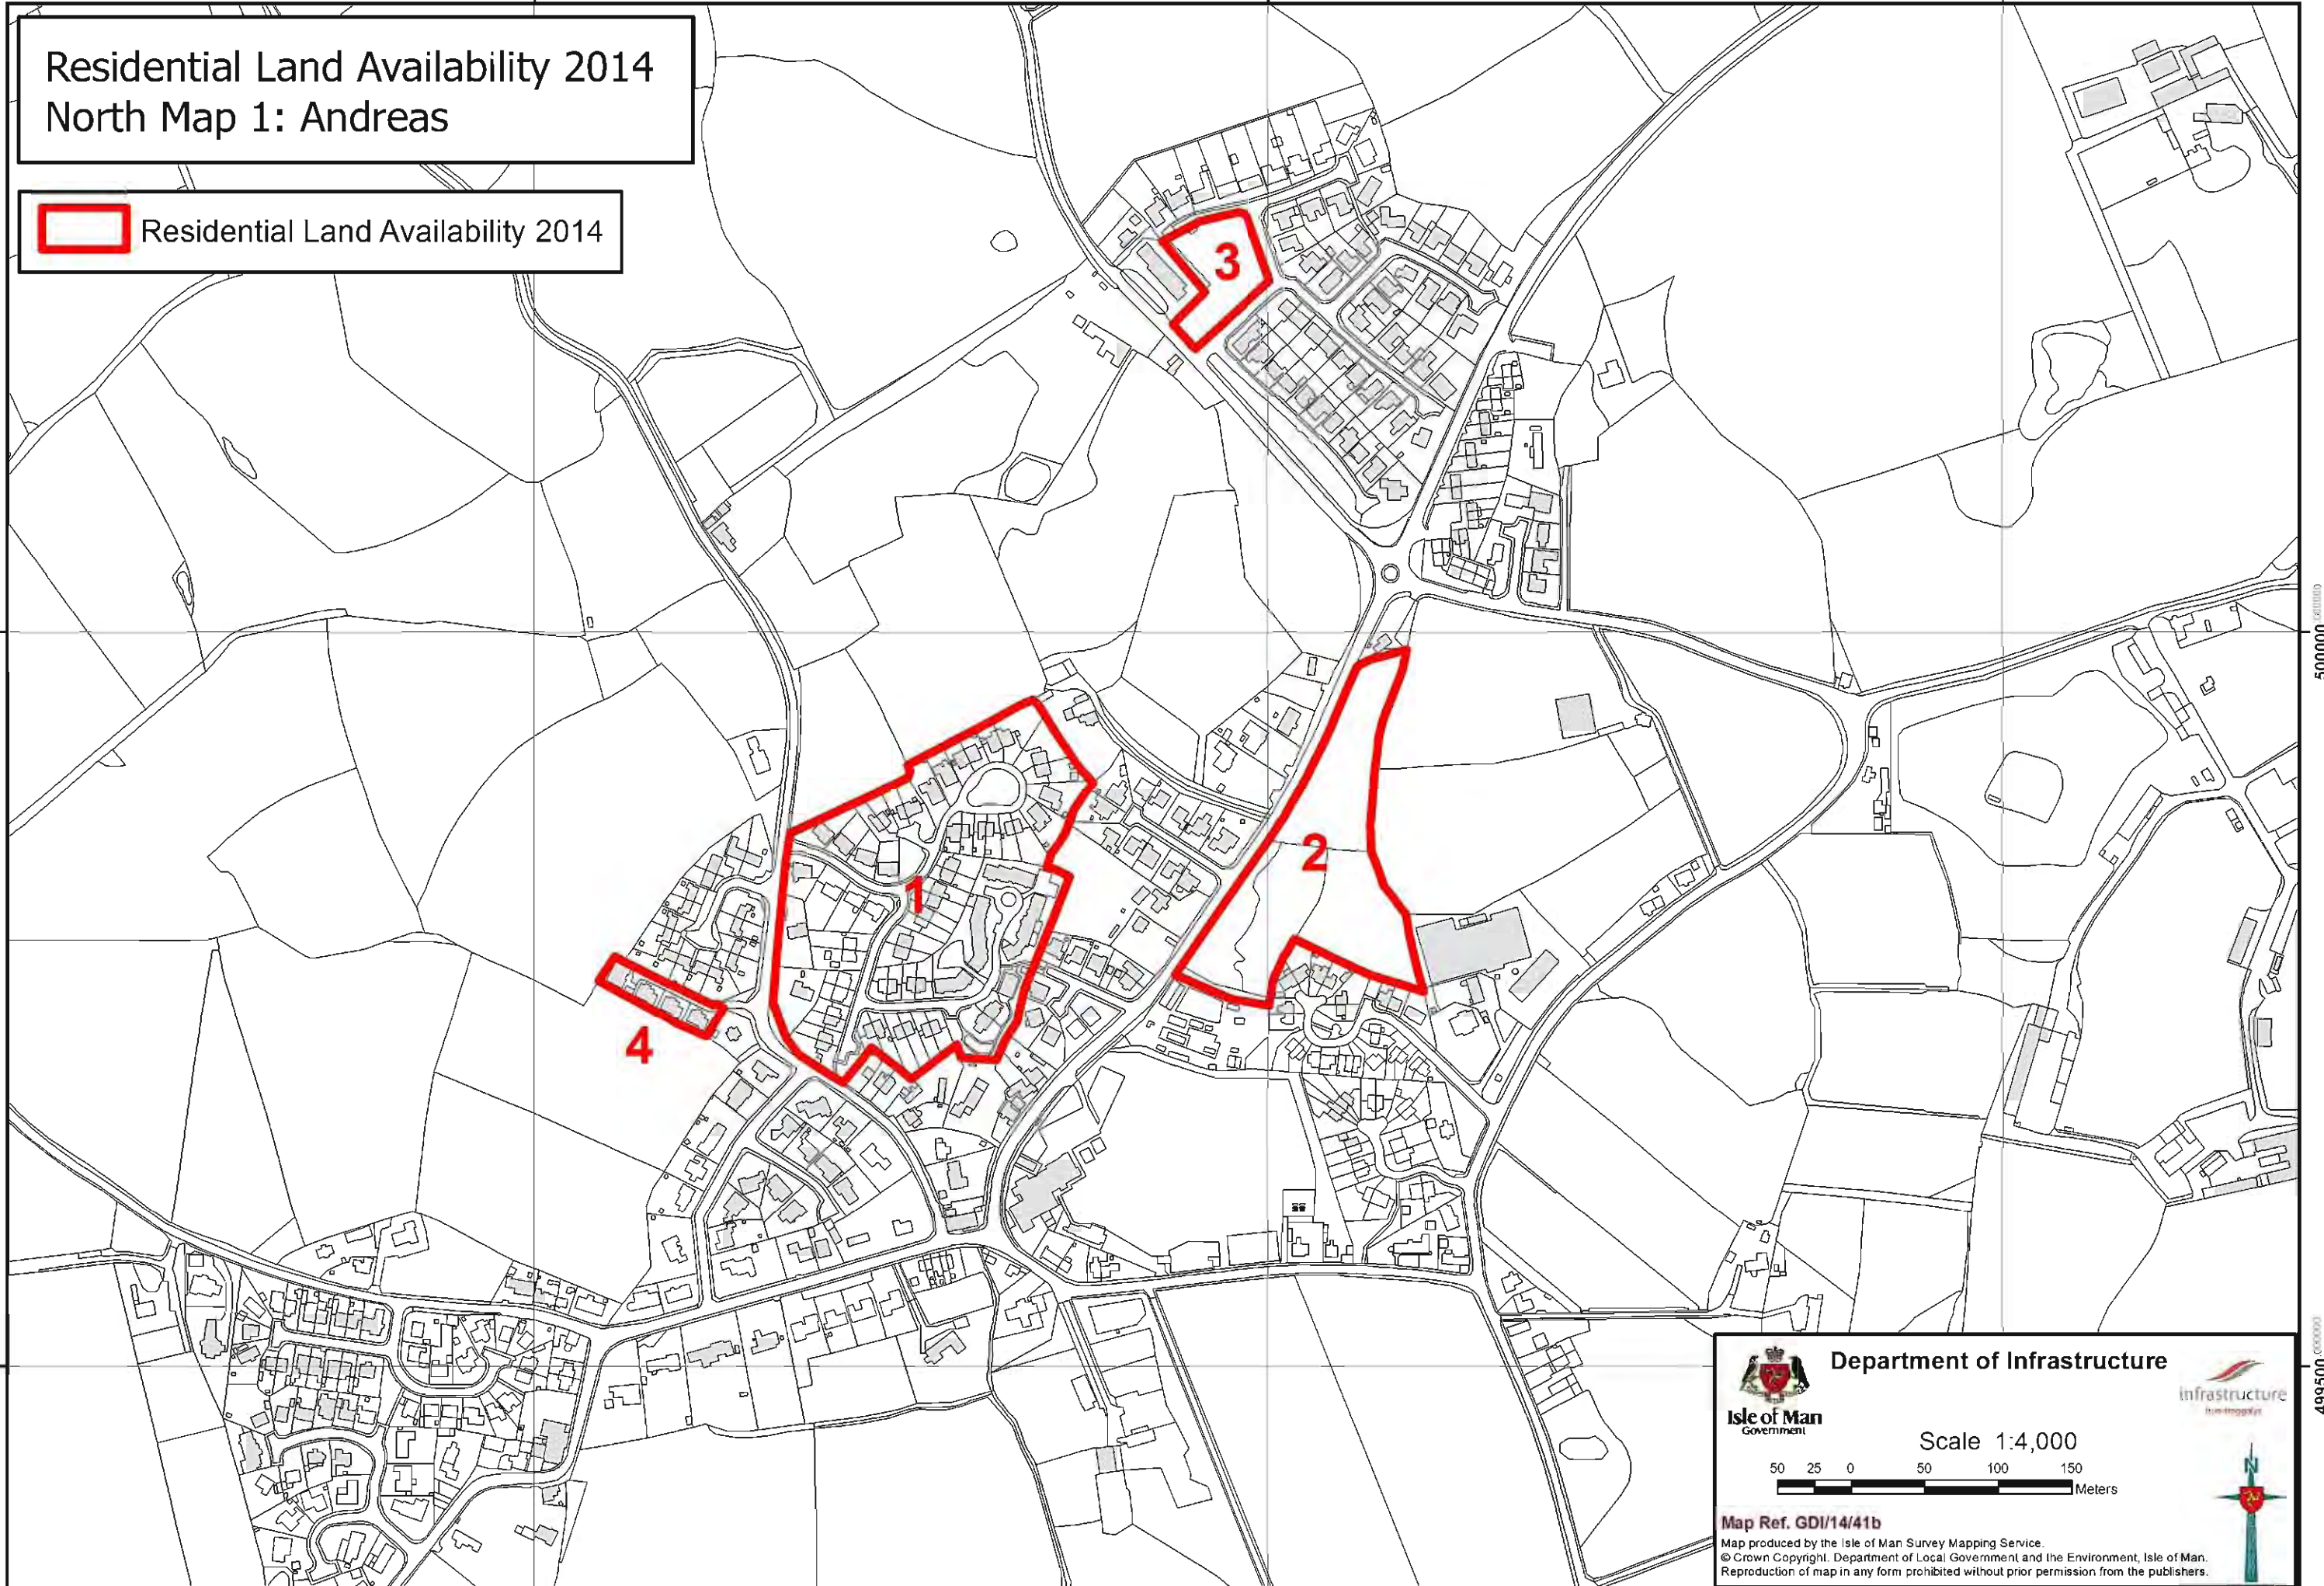 Residential Land Availability 2014
North Map 1: Andreas
Residential Land Availability 2014
3
2
1
4
500000.000000
499500.000000
Department of Infrastructure
Isle of Man
Government
infrastructure
Scale 1:4,000
50 25 0 50 100 150
Meters
N
Map Ref. GDI/14/41b
Map produced by the Isle of Man Survey Mapping Service.
© Crown Copyright. Department of Local Government and the Environment, Isle of Man.
Reproduction of map in any form prohibited without prior permission from the publishers.